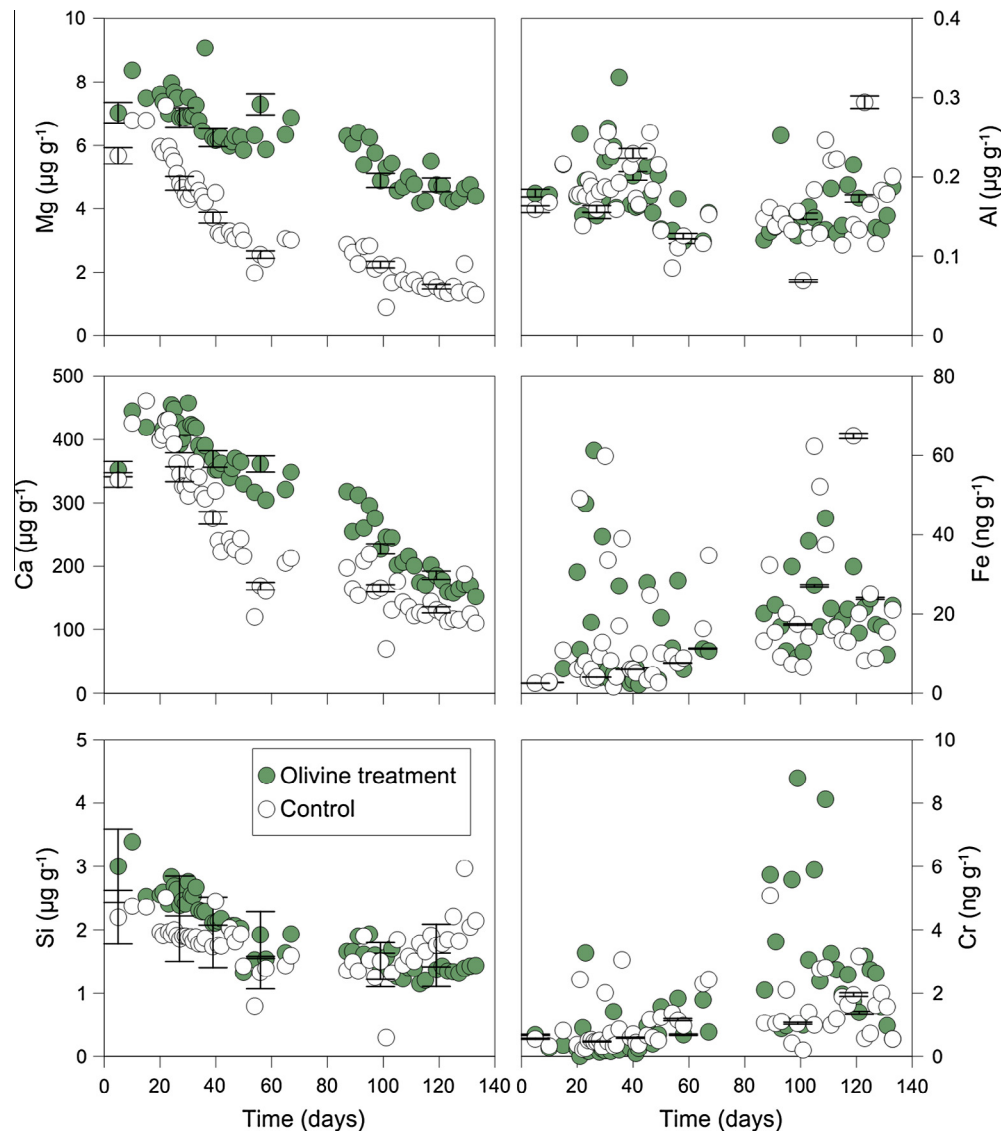 10
8
6
4
2
0
Mg (µg g-1)
0.4
0.3
0.2
0.1
0
Al (µg g-1)
500
400
300
200
100
0
Ca (µg g-1)
80
60
40
20
0
Fe (ng g-1)
5
4
3
2
1
0
Si (µg g-1)
Olivine treatment
Control
10
8
6
4
2
0
Cr (ng g-1)
0 20 40 60 80 100 120 140
Time (days)
0 20 40 60 80 100 120 140
Time (days)